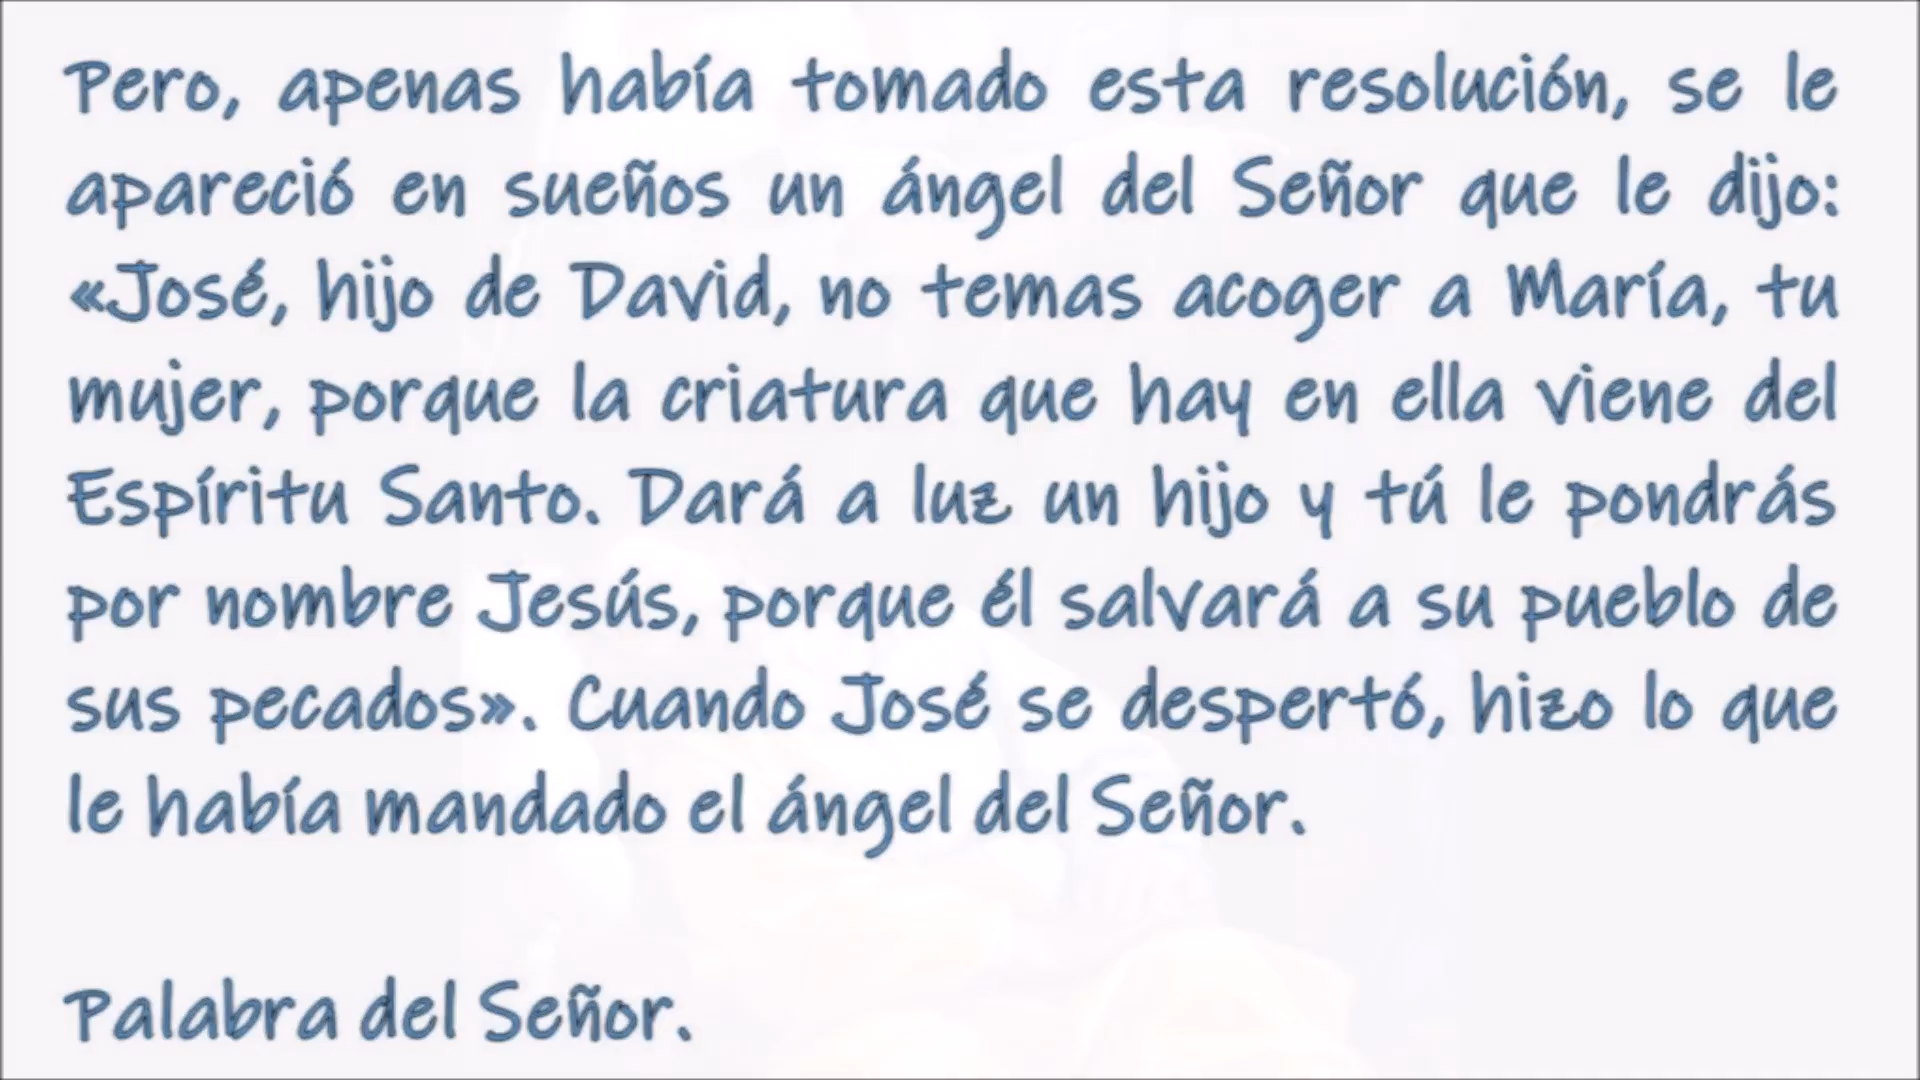 Pero, apenas había tomado esta resolución, se le
apareció en sueños un ángel del Señor que le dijo:
«José, hijo de David, no temas acoger a María, tu
mujer, porque la criatura que hay en ella viene del
Espíritu Santo. Dará a luz un hijo y tú le pondrás
por nombre Jesús, porque él salvará a su pueblo de
sus pecados». Cuando José se despertó, hizo lo que
le había mandado el ángel del Señor.
Palabra del Señor.